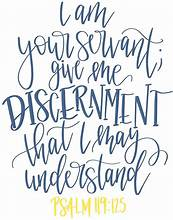 I am
your servant;
give me
DISCERNMENT
that I may
understand
PSALM 119:125